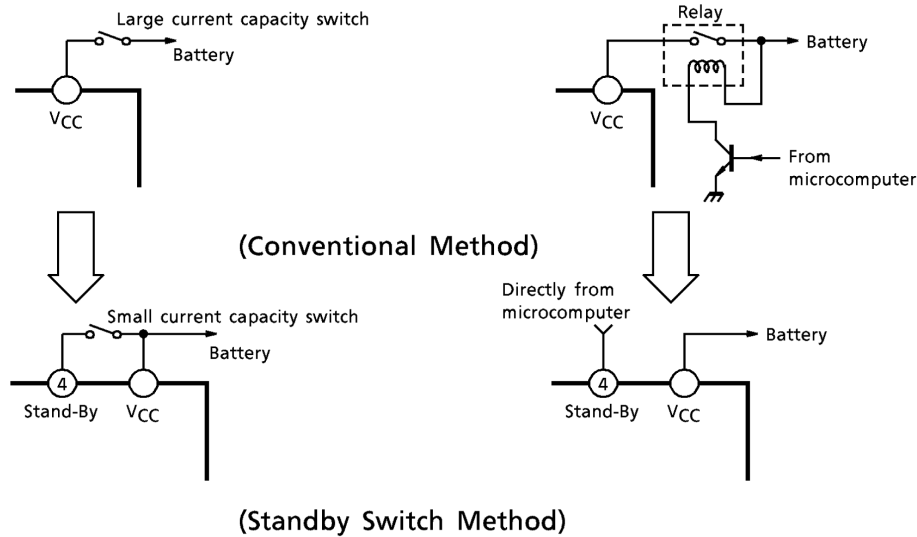 Large current capacity switch
Battery
VCC
Relay
Battery
VCC
From
microcomputer
(Conventional Method)
Small current capacity switch
Battery
4
Stand-By
VCC
Directly from
microcomputer
Battery
4
Stand-By
VCC
(Standby Switch Method)